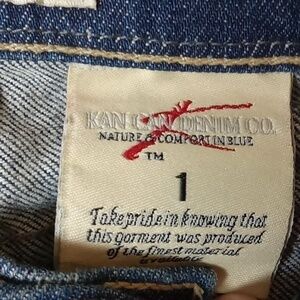 KAN CAN DENIM CO.
NATURE & COMFORT IN BLUE
TM
1
Take pride in knowing that
this garment was produced
of the finest material
available